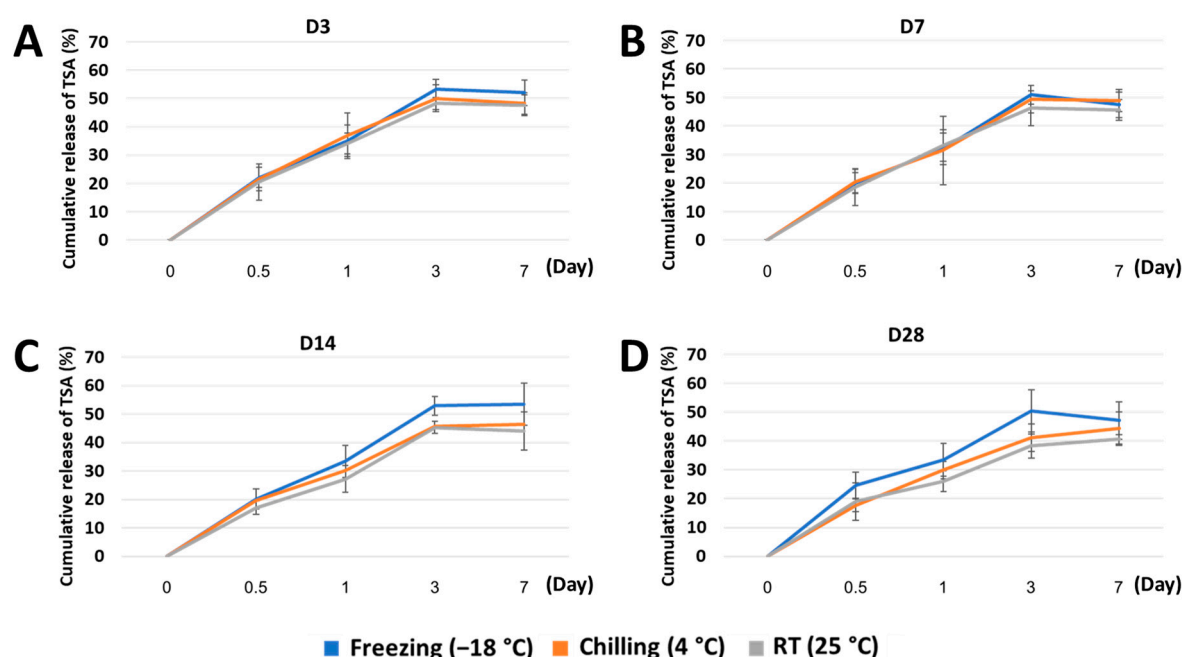 A
D3
Cumulative release of TSA (%)
70
60
50
40
30
20
10
0
0 0.5 1 3 7 (Day)
B
D7
Cumulative release of TSA (%)
70
60
50
40
30
20
10
0
0 0.5 1 3 7 (Day)
C
D14
Cumulative release of TSA (%)
70
60
50
40
30
20
10
0
0 0.5 1 3 7 (Day)
D
D28
Cumulative release of TSA (%)
70
60
50
40
30
20
10
0
0 0.5 1 3 7 (Day)
Freezing (−18 °C) Chilling (4 °C) RT (25 °C)